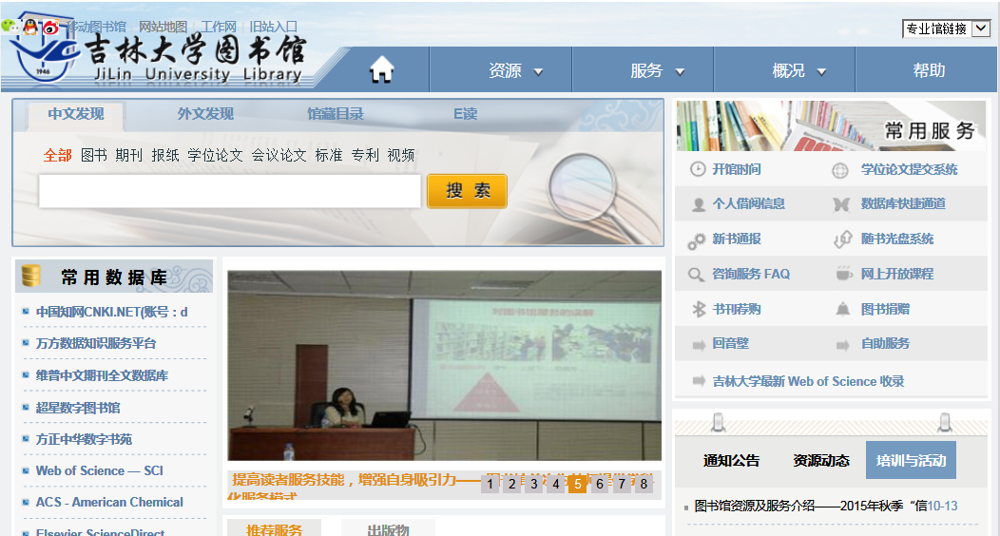 移动图书馆 网站地图 工作网 旧站入口
专业馆链接
吉林大学图书馆
JiLin University Library
1946
资源 服务 概况 帮助
中文发现 外文发现 馆藏目录 E读
全部 图书 期刊 报纸 学位论文 会议论文 标准 专利 视频
搜 索
常用服务
开馆时间 学位论文提交系统
个人借阅信息 数据库快捷通道
新书通报 随书光盘系统
咨询服务 FAQ 网上开放课程
书刊荐购 图书捐赠
回音壁 自助服务
吉林大学最新 Web of Science 收录
常用数据库
中国知网CNKI.NET(账号：d
万方数据知识服务平台
维普中文期刊全文数据库
超星数字图书馆
方正中华数字书苑
Web of Science — SCI
ACS - American Chemical
Elsevier ScienceDirect
提高读者服务技能，增强自身吸引力——
化服务模式
1 2 3 4 5 6 7 8
推荐服务 出版物
通知公告 资源动态 培训与活动
图书馆资源及服务介绍——2015年秋季“信10-13